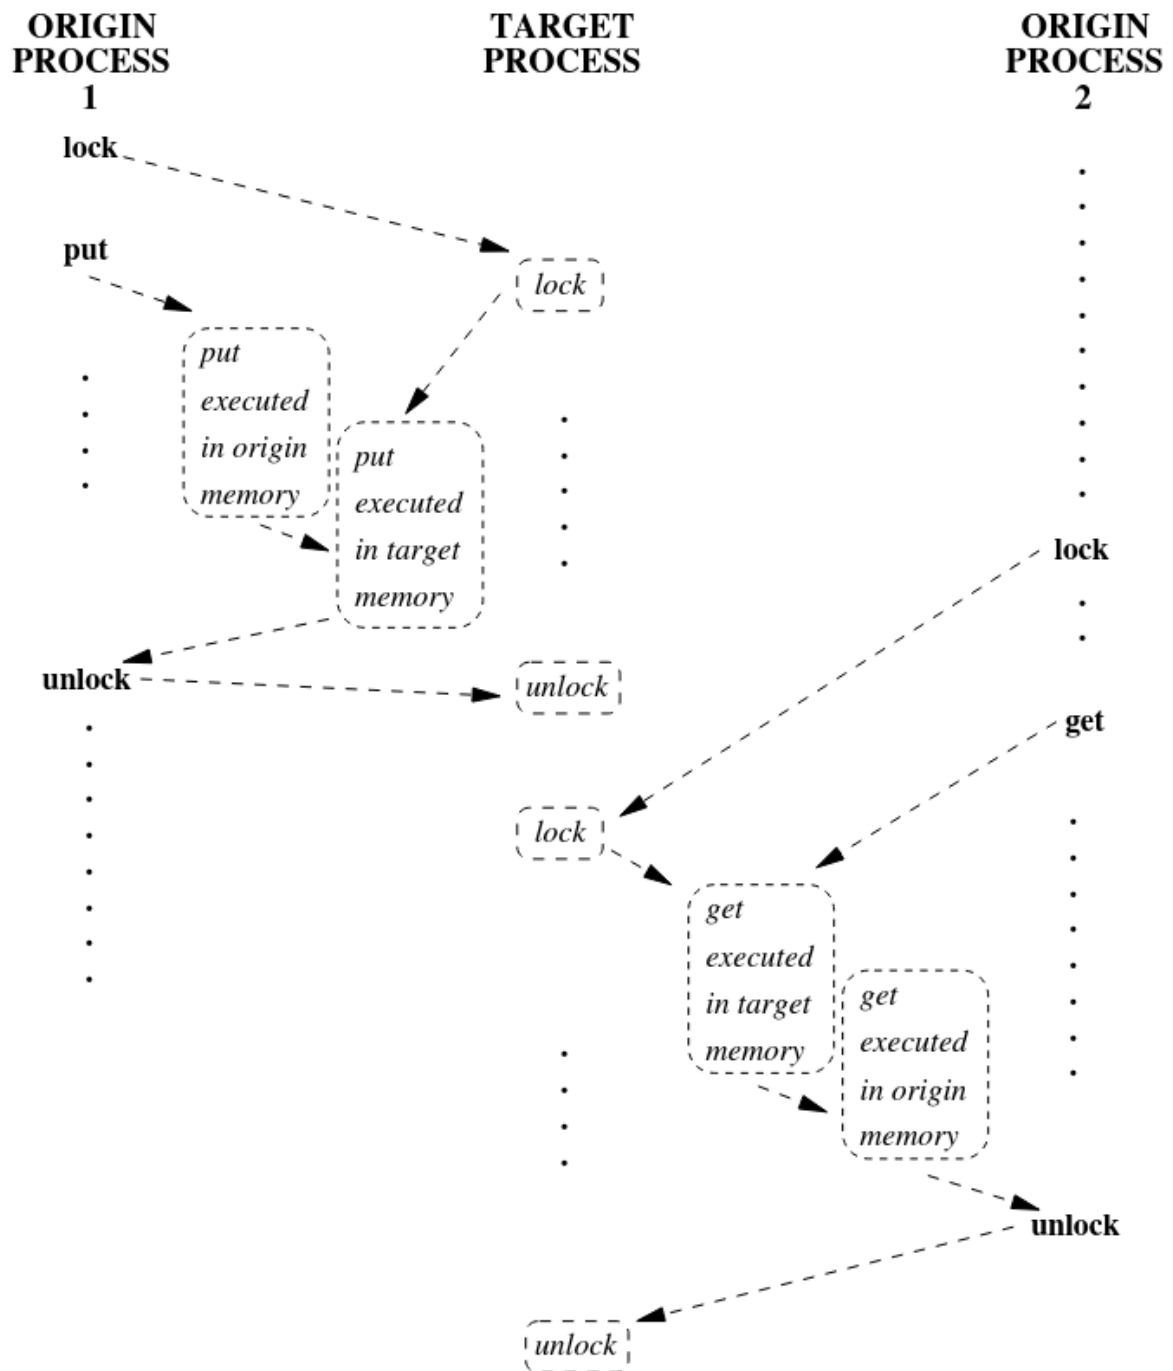 ORIGIN
PROCESS
1
TARGET
PROCESS
ORIGIN
PROCESS
2
lock
put
lock
put
executed
in origin
memory
put
executed
in target
memory
lock
unlock
unlock
get
lock
get
executed
in target
memory
get
executed
in origin
memory
unlock
unlock